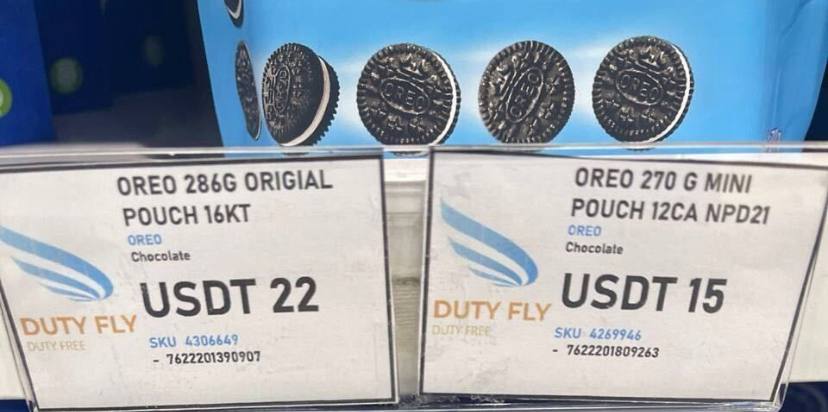 OREO
OREO
OREO
OREO
OREO 286G ORIGIAL
POUCH 16KT
OREO
Chocolate
USDT 22
DUTY FLY
DUTY FREE
SKU 4306649
- 7622201390907
OREO 270 G MINI
POUCH 12CA NPD21
OREO
Chocolate
USDT 15
DUTY FLY
DUTY FREE
SKU 4269946
- 7622201809263